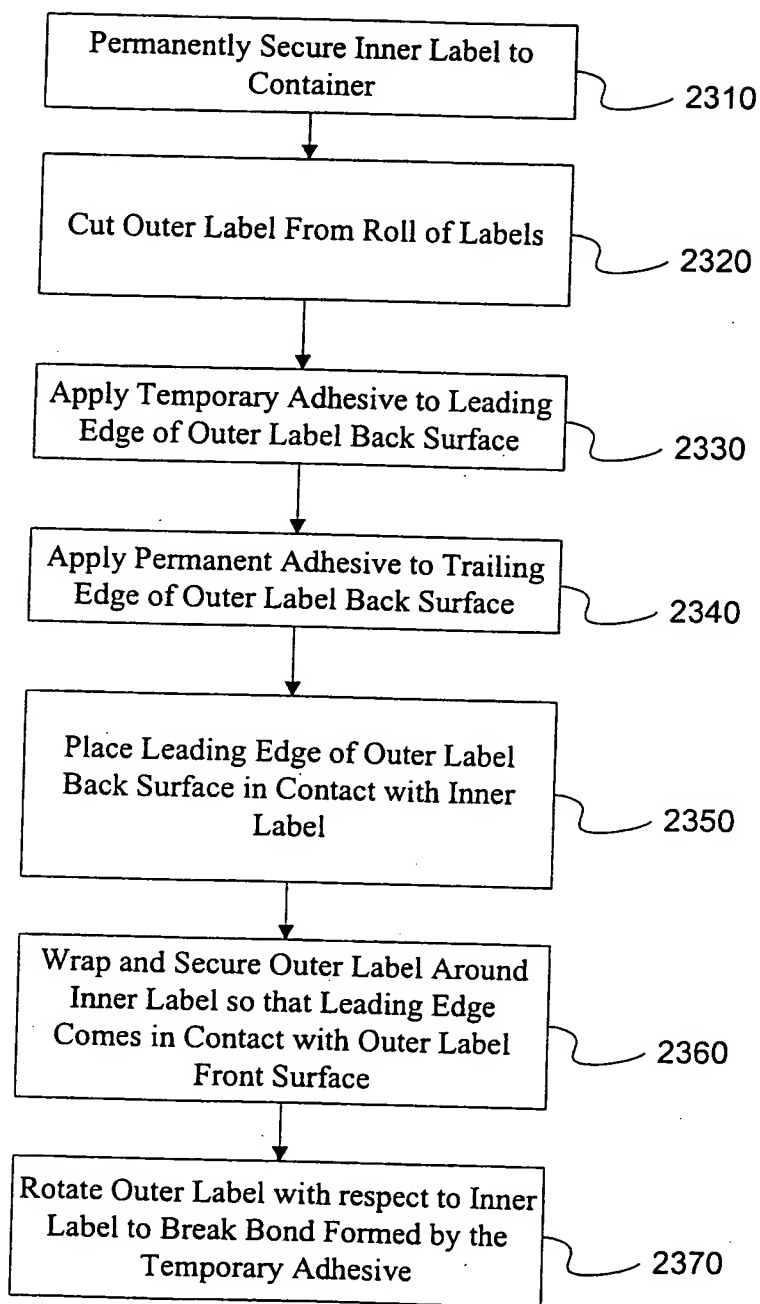 Permanently Secure Inner Label to
Container
2310
Cut Outer Label From Roll of Labels
2320
Apply Temporary Adhesive to Leading
Edge of Outer Label Back Surface
2330
Apply Permanent Adhesive to Trailing
Edge of Outer Label Back Surface
2340
Place Leading Edge of Outer Label
Back Surface in Contact with Inner
Label
2350
Wrap and Secure Outer Label Around
Inner Label so that Leading Edge
Comes in Contact with Outer Label
Front Surface
2360
Rotate Outer Label with respect to Inner
Label to Break Bond Formed by the
Temporary Adhesive
2370